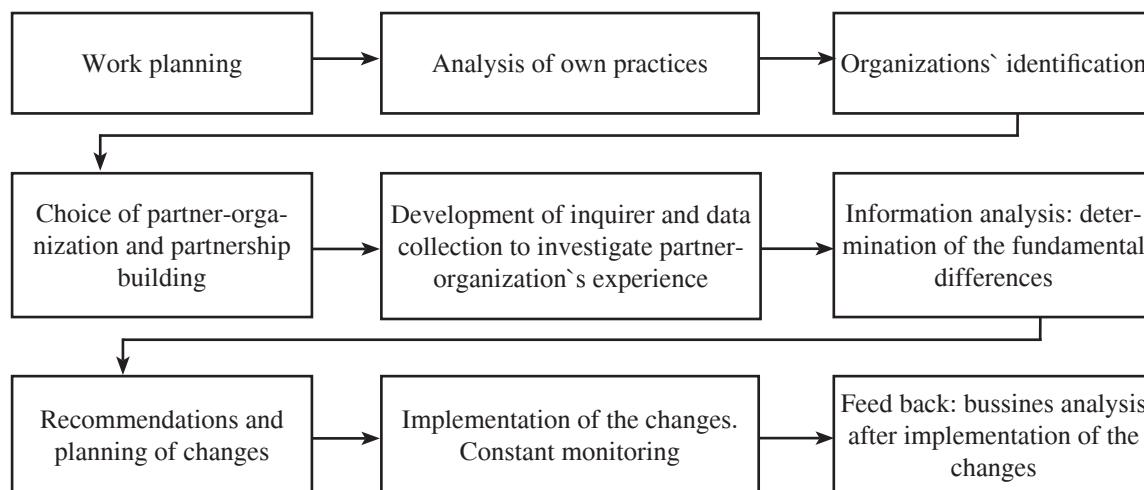 Work planning
Analysis of own practices
Organizations` identification
Choice of partner-orga-
nization and partnership
building
Development of inquirer and data
collection to investigate partner-
organization`s experience
Information analysis: deter-
mination of the fundamental
differences
Recommendations and
planning of changes
Implementation of the changes.
Constant monitoring
Feed back: bussines analysis
after implementation of the
changes